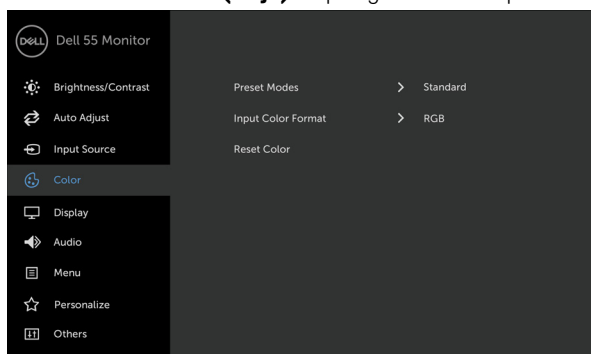 DELL Dell 55 Monitor
Brightness/Contrast Preset Modes > Standard
Auto Adjust Input Color Format > RGB
Input Source Reset Color
Color
Display
Audio
Menu
Personalize
Others